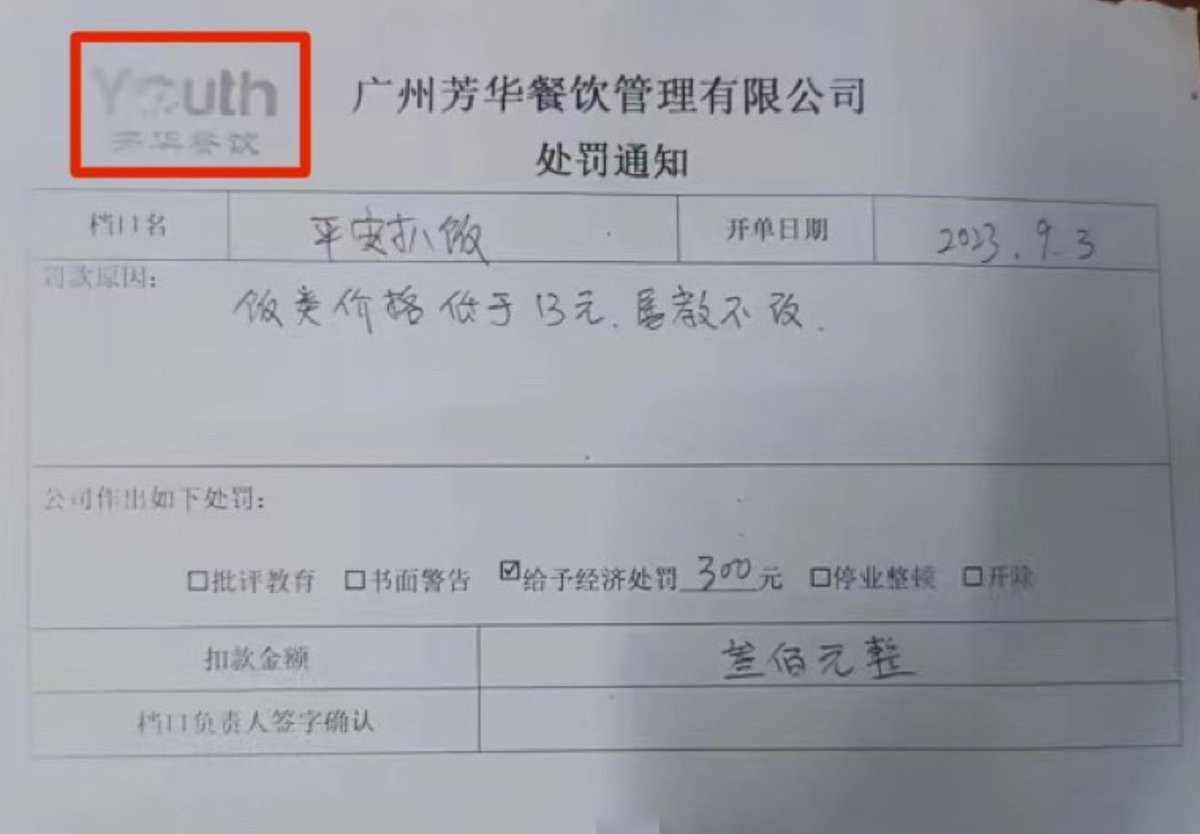 Youth
芳华餐饮
广州芳华餐饮管理有限公司
处罚通知
档口名 平安扒饭 开单日期 2023.9.3
罚款原因：
饭类价格低于13元、屡教不改.
公司作出如下处罚：
☐批评教育 ☐书面警告 ☑给予经济处罚 300 元 ☐停业整顿 ☐开除
扣款金额 叁佰元整
档口负责人签字确认